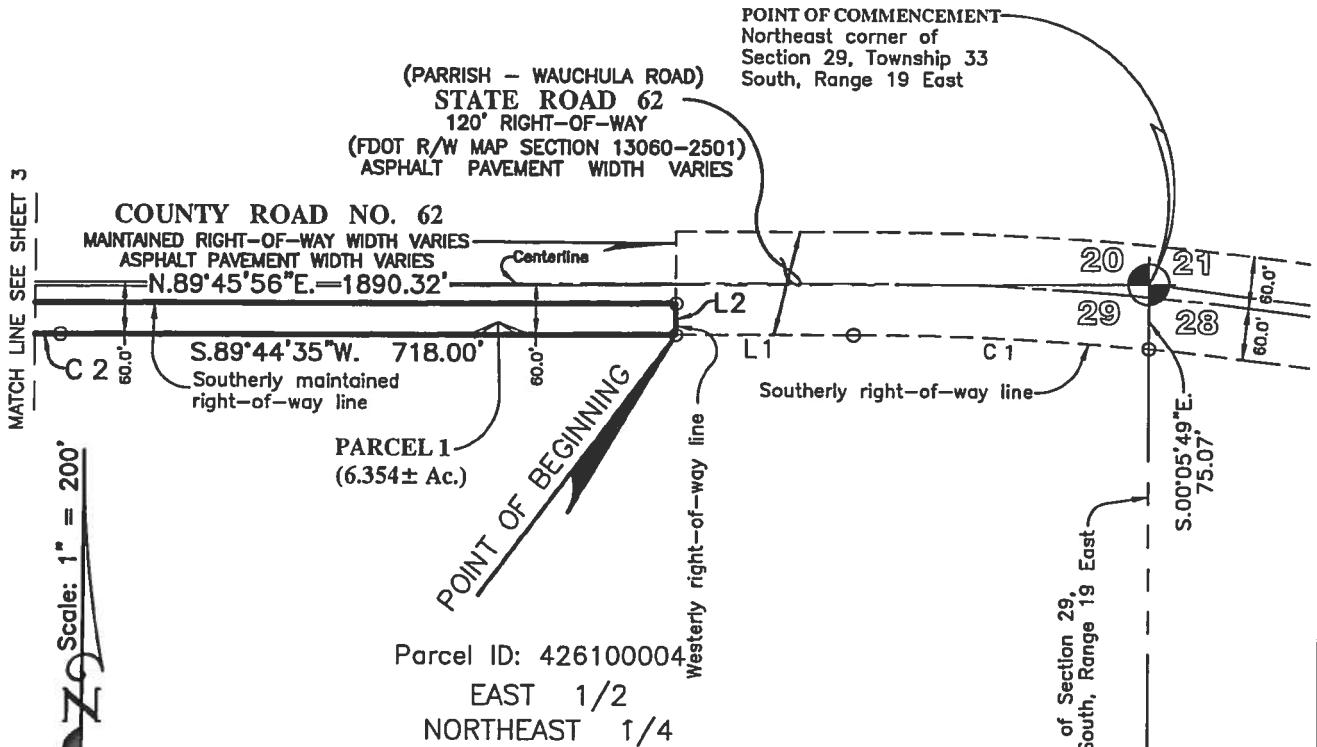 POINT OF COMMENCEMENT
Northeast corner of
Section 29, Township 33
South, Range 19 East
(PARRISH – WAUCHULA ROAD)
STATE ROAD 62
120' RIGHT–OF–WAY
(FDOT R/W MAP SECTION 13060–2501)
ASPHALT PAVEMENT WIDTH VARIES
MATCH LINE SEE SHEET 3
COUNTY ROAD NO. 62
MAINTAINED RIGHT–OF–WAY WIDTH VARIES
ASPHALT PAVEMENT WIDTH VARIES
Centerline
N.89°45'56"E. 1890.32'
20
21
29
28
60.0'
60.0'
L2
L1
C 1
C 2
60.0'
60.0'
S.89°44'35"W. 718.00'
Southerly maintained
right–of–way line
Southerly right–of–way line
PARCEL 1
(6.354± Ac.)
POINT OF BEGINNING
Westerly right–of–way line
S.00°05'49"E.
75.07'
of Section 29,
South, Range 19 East
Scale: 1" = 200'
N
Parcel ID: 426100004
EAST 1/2
NORTHEAST 1/4